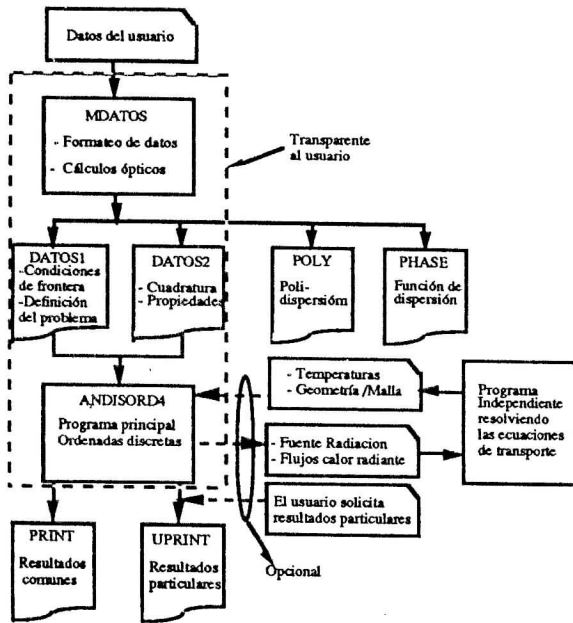 Datos del usuario
MDATOS
- Formateo de datos
- Cálculos ópticos
Transparente
al usuario
DATOS1
-Condiciones
de frontera
-Definición
del problema
DATOS2
- Cuadratura
- Propiedades
POLY
Poli-
dispersióm
PHASE
Función de
dispersión
ANDISORD4
Programa principal
Ordenadas discretas
- Temperaturas
- Geometría /Malla
- Fuente Radiacion
- Flujos calor radiante
Programa
Independiente
resolviendo
las ecuaciones
de transporte
El usuario solicita
resultados particulares
PRINT
Resultados
comunes
UPRINT
Resultados
particulares
Opcional